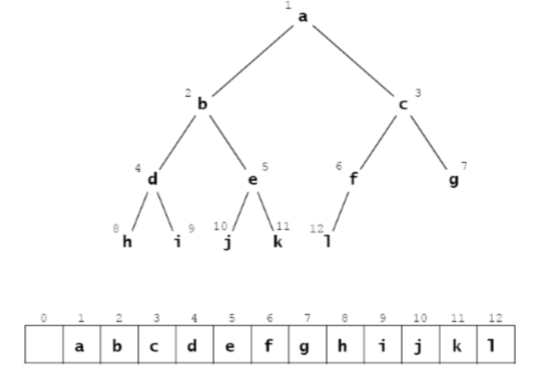 1 a
2 b c 3
4 d 5 e 6 f 7 g
8 h i 9 10 j k 11 12 l
0 1 2 3 4 5 6 7 8 9 10 11 12
a b c d e f g h i j k l